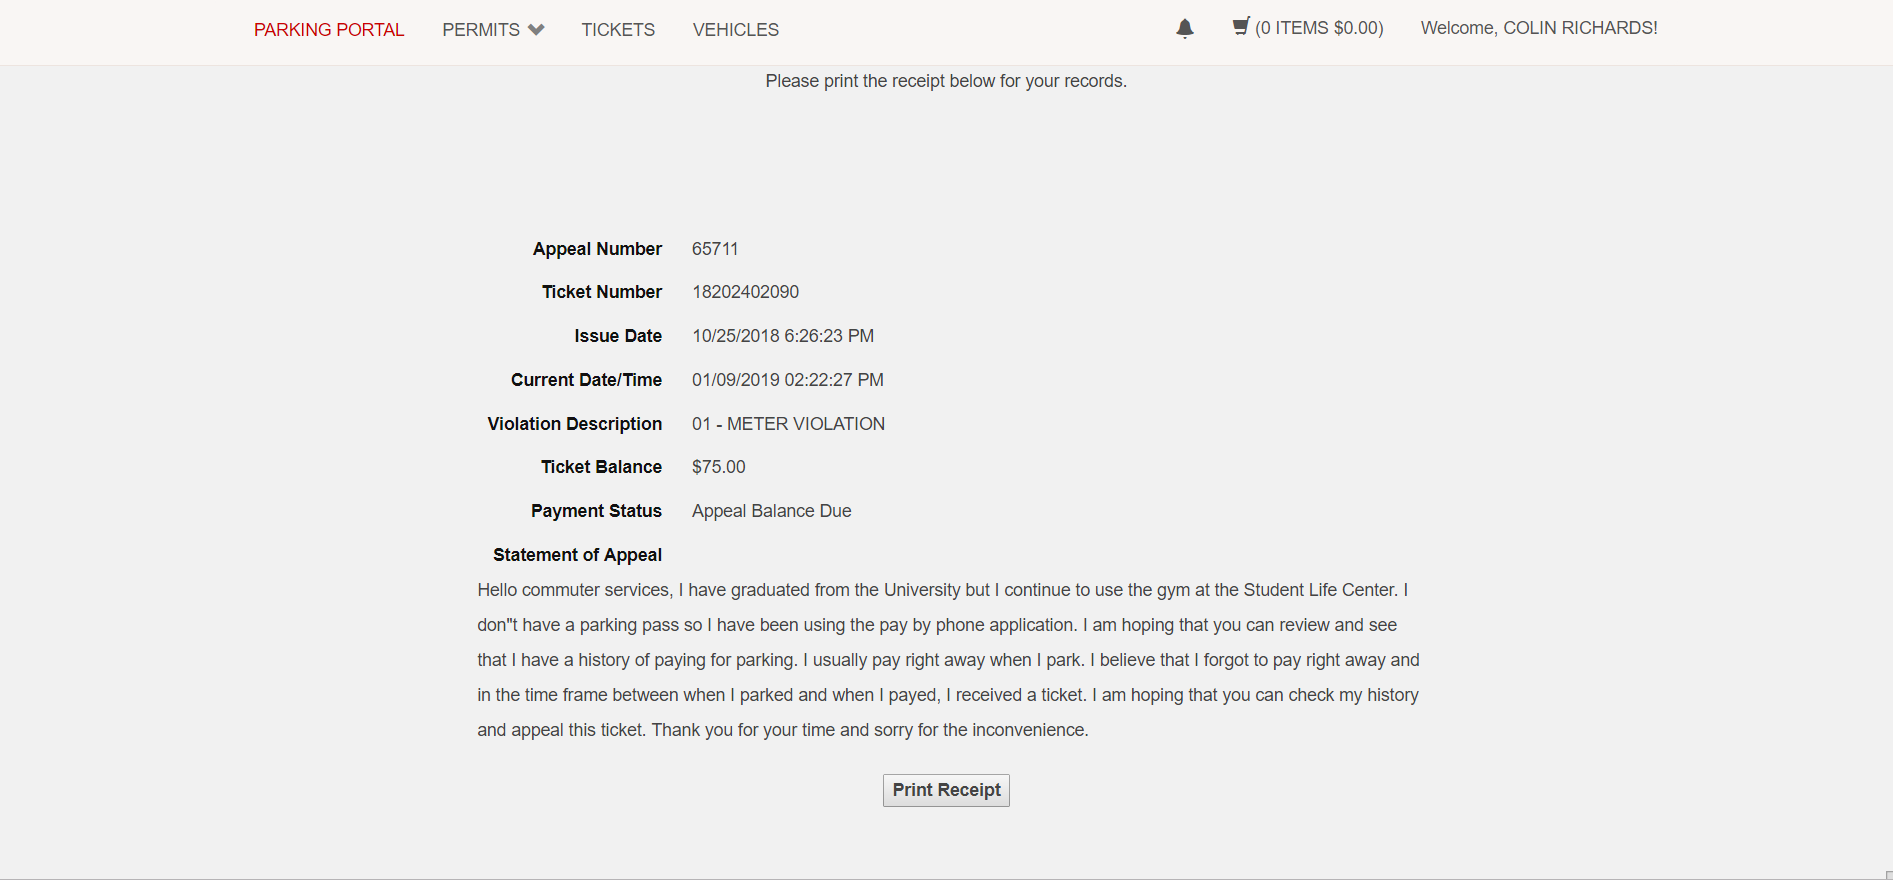 PARKING PORTAL PERMITS TICKETS VEHICLES (0 ITEMS $0.00) Welcome, COLIN RICHARDS!
Please print the receipt below for your records.
Appeal Number 65711
Ticket Number 18202402090
Issue Date 10/25/2018 6:26:23 PM
Current Date/Time 01/09/2019 02:22:27 PM
Violation Description 01 - METER VIOLATION
Ticket Balance $75.00
Payment Status Appeal Balance Due
Statement of Appeal
Hello commuter services, I have graduated from the University but I continue to use the gym at the Student Life Center. I
don"t have a parking pass so I have been using the pay by phone application. I am hoping that you can review and see
that I have a history of paying for parking. I usually pay right away when I park. I believe that I forgot to pay right away and
in the time frame between when I parked and when I payed, I received a ticket. I am hoping that you can check my history
and appeal this ticket. Thank you for your time and sorry for the inconvenience.
Print Receipt